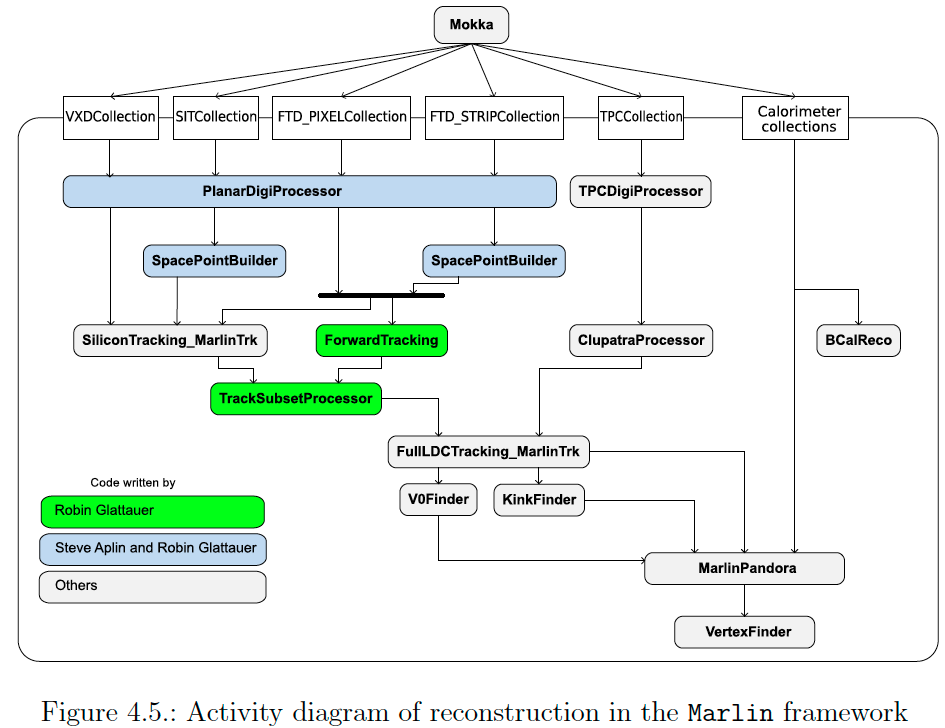 Mokka
VXDCollection
SITCollection
FTD_PIXELCollection
FTD_STRIPCollection
TPCCollection
Calorimeter
collections
PlanarDigiProcessor
TPCDigiProcessor
SpacePointBuilder
SpacePointBuilder
SiliconTracking_MarlinTrk
ForwardTracking
ClupatraProcessor
BCalReco
TrackSubsetProcessor
FullLDCTracking_MarlinTrk
V0Finder
KinkFinder
Code written by
Robin Glattauer
Steve Aplin and Robin Glattauer
Others
MarlinPandora
VertexFinder
Figure 4.5.: Activity diagram of reconstruction in the Marlin framework